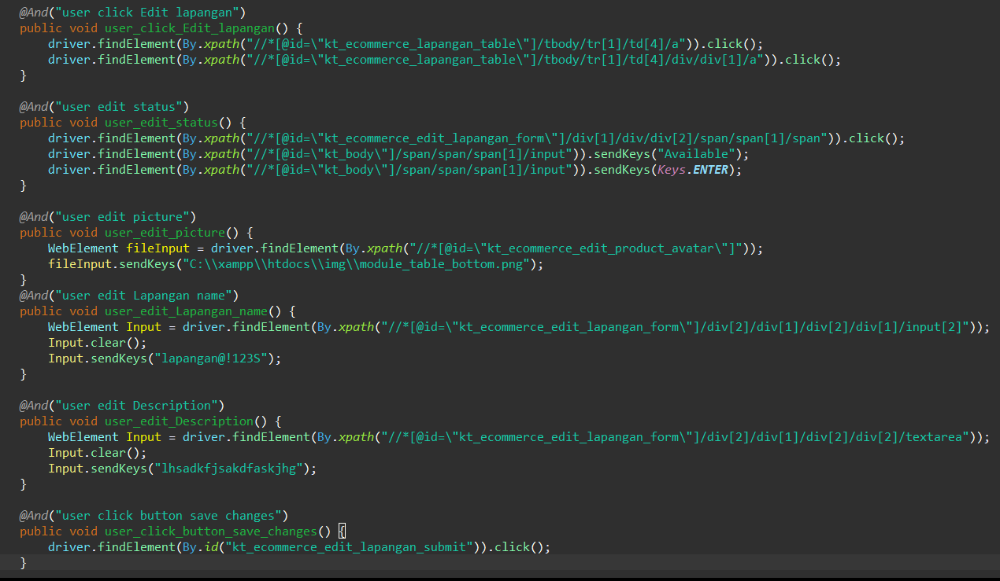 @And("user click Edit lapangan")
public void user_click_Edit_lapangan() {
driver.findElement(By.xpath("//*[@id=\"kt_ecommerce_lapangan_table\"]/tbody/tr[1]/td[4]/a")).click();
driver.findElement(By.xpath("//*[@id=\"kt_ecommerce_lapangan_table\"]/tbody/tr[1]/td[4]/div/div[1]/a")).click();
}
@And("user edit status")
public void user_edit_status() {
driver.findElement(By.xpath("//*[@id=\"kt_ecommerce_edit_lapangan_form\"]/div[1]/div/div[2]/span/span[1]/span")).click();
driver.findElement(By.xpath("//*[@id=\"kt_body\"]/span/span/span[1]/input")).sendKeys("Available");
driver.findElement(By.xpath("//*[@id=\"kt_body\"]/span/span/span[1]/input")).sendKeys(Keys.ENTER);
}
@And("user edit picture")
public void user_edit_picture() {
WebElement fileInput = driver.findElement(By.xpath("//*[@id=\"kt_ecommerce_edit_product_avatar\"]"));
fileInput.sendKeys("C:\\xampp\\htdocs\\img\\module_table_bottom.png");
}
@And("user edit Lapangan name")
public void user_edit_Lapangan_name() {
WebElement Input = driver.findElement(By.xpath("//*[@id=\"kt_ecommerce_edit_lapangan_form\"]/div[2]/div[1]/div[2]/div[1]/input[2]"));
Input.clear();
Input.sendKeys("lapangan@!123S");
}
@And("user edit Description")
public void user_edit_Description() {
WebElement Input = driver.findElement(By.xpath("//*[@id=\"kt_ecommerce_edit_lapangan_form\"]/div[2]/div[1]/div[2]/div[2]/textarea"));
Input.clear();
Input.sendKeys("lhsadkfjsakdfaskjhg");
}
@And("user click button save changes")
public void user_click_button_save_changes() {
driver.findElement(By.id("kt_ecommerce_edit_lapangan_submit")).click();
}